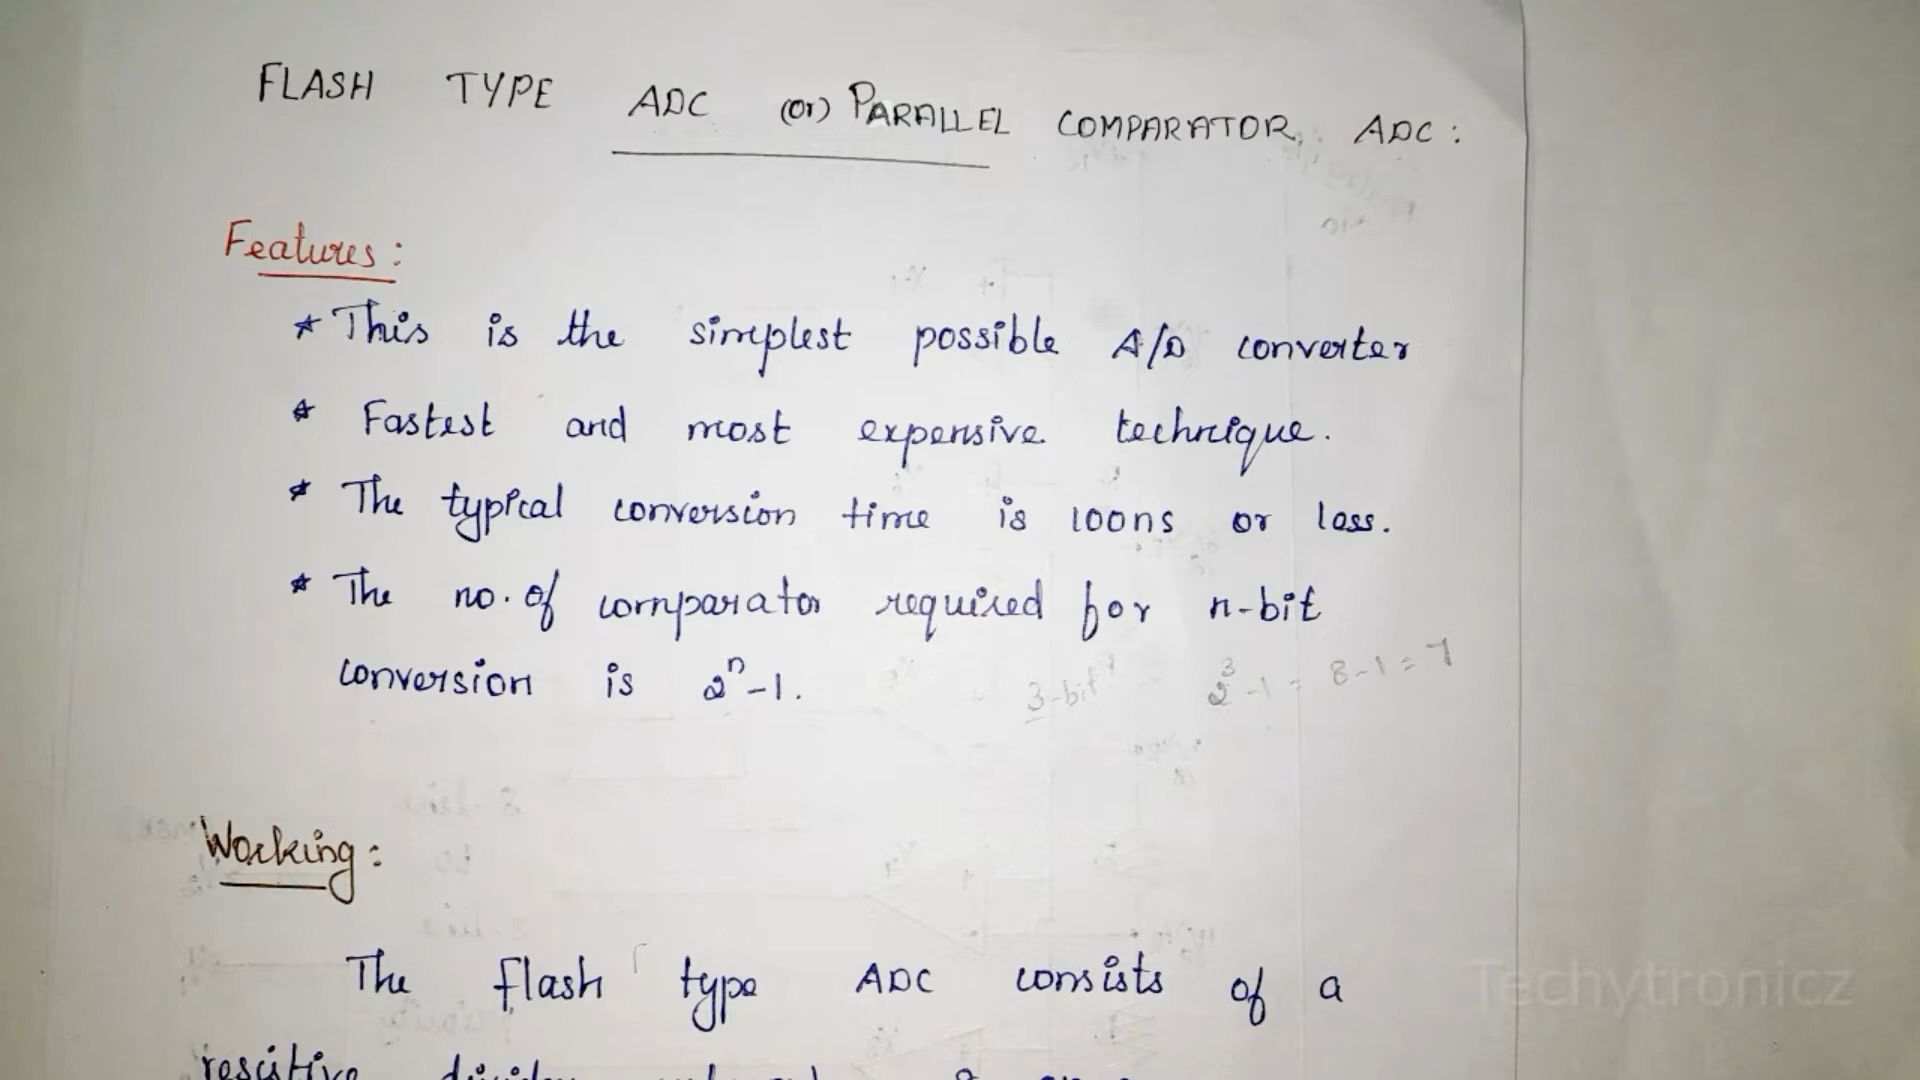 FLASH TYPE ADC (or) PARALLEL COMPARATOR ADC :
Features :
* This is the simplest possible A/D converter
* Fastest and most expensive technique.
* The typical conversion time is 100ns or less.
* The no. of comparator required for n-bit
conversion is 2ⁿ-1.
3-bit 2³-1 = 8-1 = 7
Working :
The flash type ADC consists of a
Techytronicz